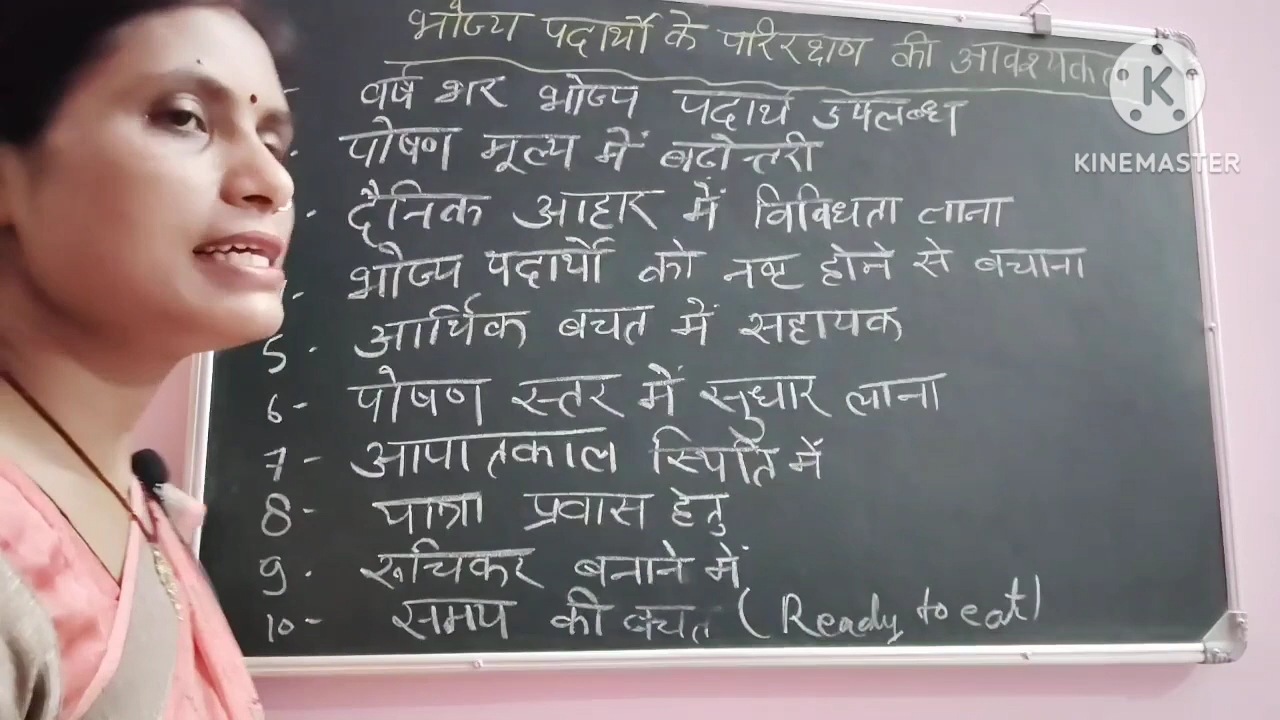 भोज्य पदार्थो के परिरक्षण की आवश्यकता
वर्ष भर भोज्य पदार्थ उपलब्ध
पोषण मूल्य में बढोत्तरी
दैनिक आहार में विविधता लाना
भोज्य पदार्थो को नष्ट होने से बचाना
5. आर्थिक बचत में सहायक
6- पोषण स्तर में सुधार लाना
7- आपातकाल स्थिति में
8- यात्रा प्रवास हेतु
9. रूचिकर बनाने में
10- समय की बचत (Ready to eat)
K
KINEMASTER